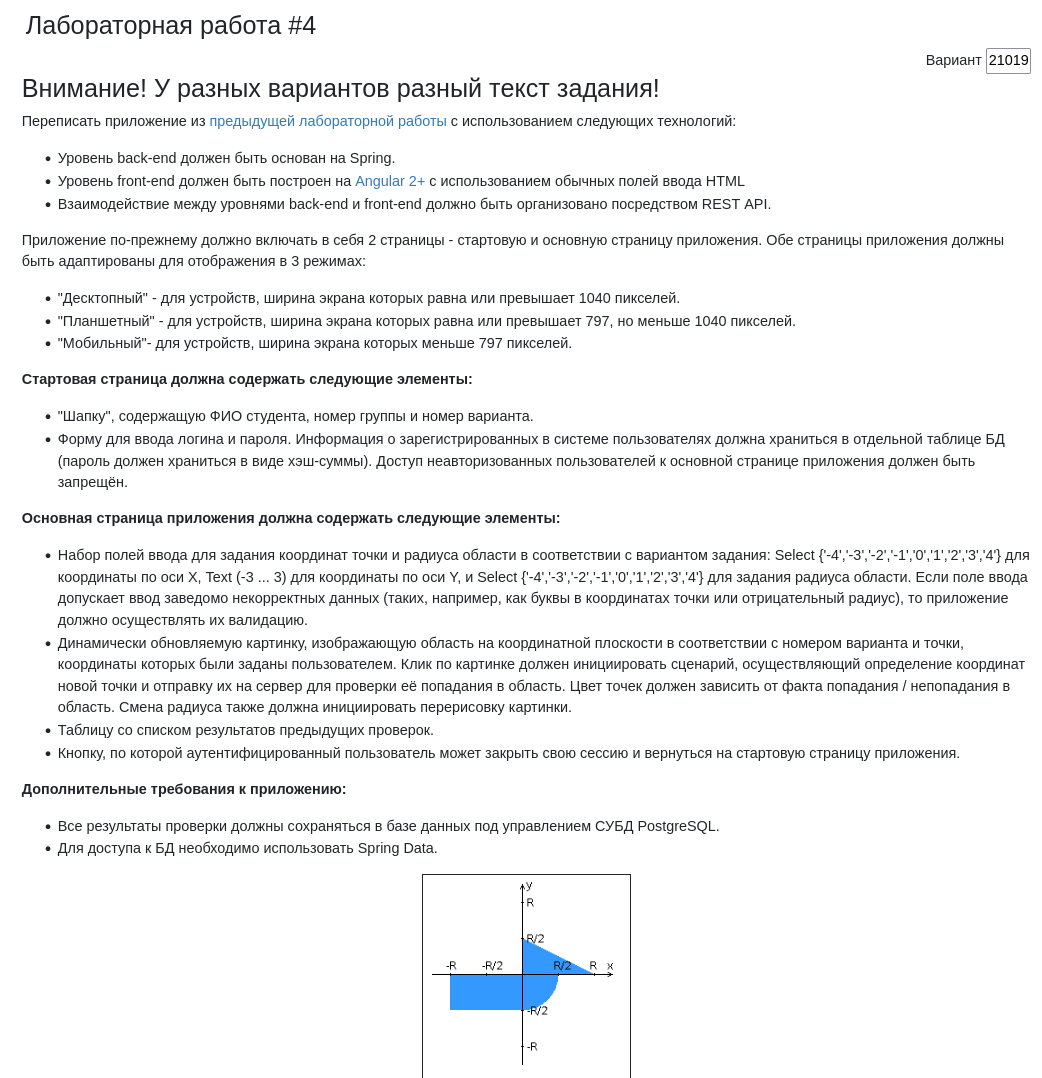 Лабораторная работа #4
Вариант 21019
Внимание! У разных вариантов разный текст задания!
Переписать приложение из предыдущей лабораторной работы с использованием следующих технологий:
• Уровень back-end должен быть основан на Spring.
• Уровень front-end должен быть построен на Angular 2+ с использованием обычных полей ввода HTML
• Взаимодействие между уровнями back-end и front-end должно быть организовано посредством REST API.
Приложение по-прежнему должно включать в себя 2 страницы - стартовую и основную страницу приложения. Обе страницы приложения должны
быть адаптированы для отображения в 3 режимах:
• "Десктопный" - для устройств, ширина экрана которых равна или превышает 1040 пикселей.
• "Планшетный" - для устройств, ширина экрана которых равна или превышает 797, но меньше 1040 пикселей.
• "Мобильный"- для устройств, ширина экрана которых меньше 797 пикселей.
Стартовая страница должна содержать следующие элементы:
• "Шапку", содержащую ФИО студента, номер группы и номер варианта.
• Форму для ввода логина и пароля. Информация о зарегистрированных в системе пользователях должна храниться в отдельной таблице БД
(пароль должен храниться в виде хэш-суммы). Доступ неавторизованных пользователей к основной странице приложения должен быть
запрещён.
Основная страница приложения должна содержать следующие элементы:
• Набор полей ввода для задания координат точки и радиуса области в соответствии с вариантом задания: Select {'-4','-3','-2','-1','0','1','2','3','4'} для
координаты по оси X, Text (-3 ... 3) для координаты по оси Y, и Select {'-4','-3','-2','-1','0','1','2','3','4'} для задания радиуса области. Если поле ввода
допускает ввод заведомо некорректных данных (таких, например, как буквы в координатах точки или отрицательный радиус), то приложение
должно осуществлять их валидацию.
• Динамически обновляемую картинку, изображающую область на координатной плоскости в соответствии с номером варианта и точки,
координаты которых были заданы пользователем. Клик по картинке должен инициировать сценарий, осуществляющий определение координат
новой точки и отправку их на сервер для проверки её попадания в область. Цвет точек должен зависить от факта попадания / непопадания в
область. Смена радиуса также должна инициировать перерисовку картинки.
• Таблицу со списком результатов предыдущих проверок.
• Кнопку, по которой аутентифицированный пользователь может закрыть свою сессию и вернуться на стартовую страницу приложения.
Дополнительные требования к приложению:
• Все результаты проверки должны сохраняться в базе данных под управлением СУБД PostgreSQL.
• Для доступа к БД необходимо использовать Spring Data.
y
R
R/2
-R -R/2 R/2 R x
-R/2
-R